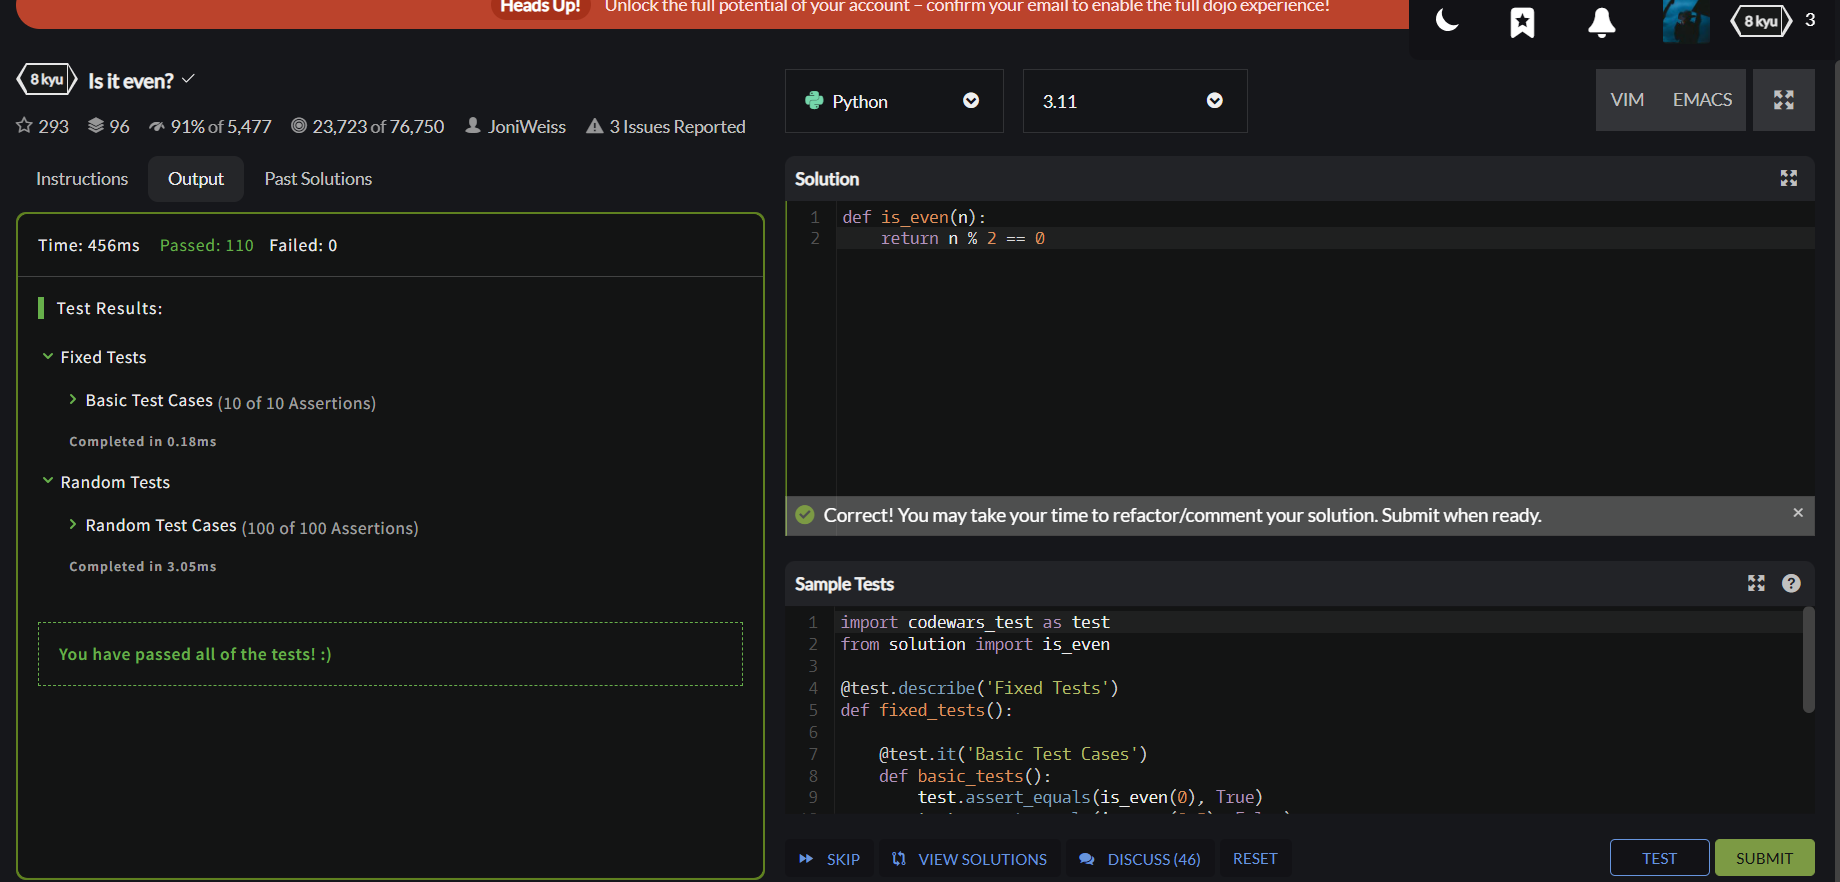 Heads Up! Unlock the full potential of your account – confirm your email to enable the full dojo experience!
8 kyu 3
8 kyu Is it even?
293 96 91% of 5,477 23,723 of 76,750 JoniWeiss 3 Issues Reported
Instructions Output Past Solutions
Time: 456ms Passed: 110 Failed: 0
Test Results:
Fixed Tests
Basic Test Cases (10 of 10 Assertions)
Completed in 0.18ms
Random Tests
Random Test Cases (100 of 100 Assertions)
Completed in 3.05ms
You have passed all of the tests! :)
Python 3.11 VIM EMACS
Solution
1 def is_even(n):
2 return n % 2 == 0
Correct! You may take your time to refactor/comment your solution. Submit when ready. ×
Sample Tests ?
1 import codewars_test as test
2 from solution import is_even
3
4 @test.describe('Fixed Tests')
5 def fixed_tests():
6
7 @test.it('Basic Test Cases')
8 def basic_tests():
9 test.assert_equals(is_even(0), True)
SKIP VIEW SOLUTIONS DISCUSS (46) RESET TEST SUBMIT